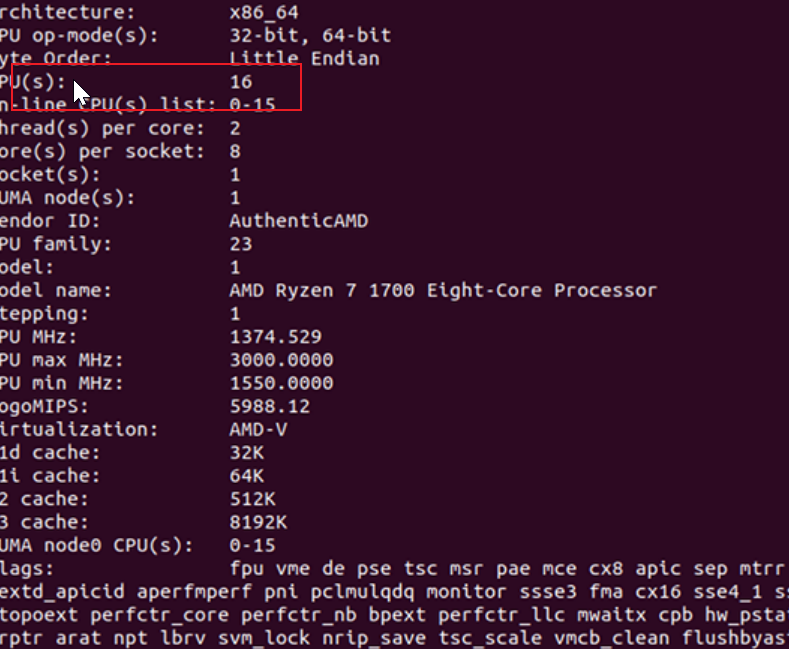 rchitecture: x86_64
PU op-mode(s): 32-bit, 64-bit
yte Order: Little Endian
PU(s): 16
n-line CPU(s) list: 0-15
hread(s) per core: 2
ore(s) per socket: 8
ocket(s): 1
UMA node(s): 1
endor ID: AuthenticAMD
PU family: 23
odel: 1
odel name: AMD Ryzen 7 1700 Eight-Core Processor
tepping: 1
PU MHz: 1374.529
PU max MHz: 3000.0000
PU min MHz: 1550.0000
ogoMIPS: 5988.12
irtualization: AMD-V
1d cache: 32K
1i cache: 64K
2 cache: 512K
3 cache: 8192K
UMA node0 CPU(s): 0-15
lags: fpu vme de pse tsc msr pae mce cx8 apic sep mtrr
extd_apicid aperfmperf pni pclmulqdq monitor ssse3 fma cx16 sse4_1 s
topoext perfctr_core perfctr_nb bpext perfctr_llc mwaitx cpb hw_psta
rptr arat npt lbrv svm_lock nrip_save tsc_scale vmcb_clean flushbyas